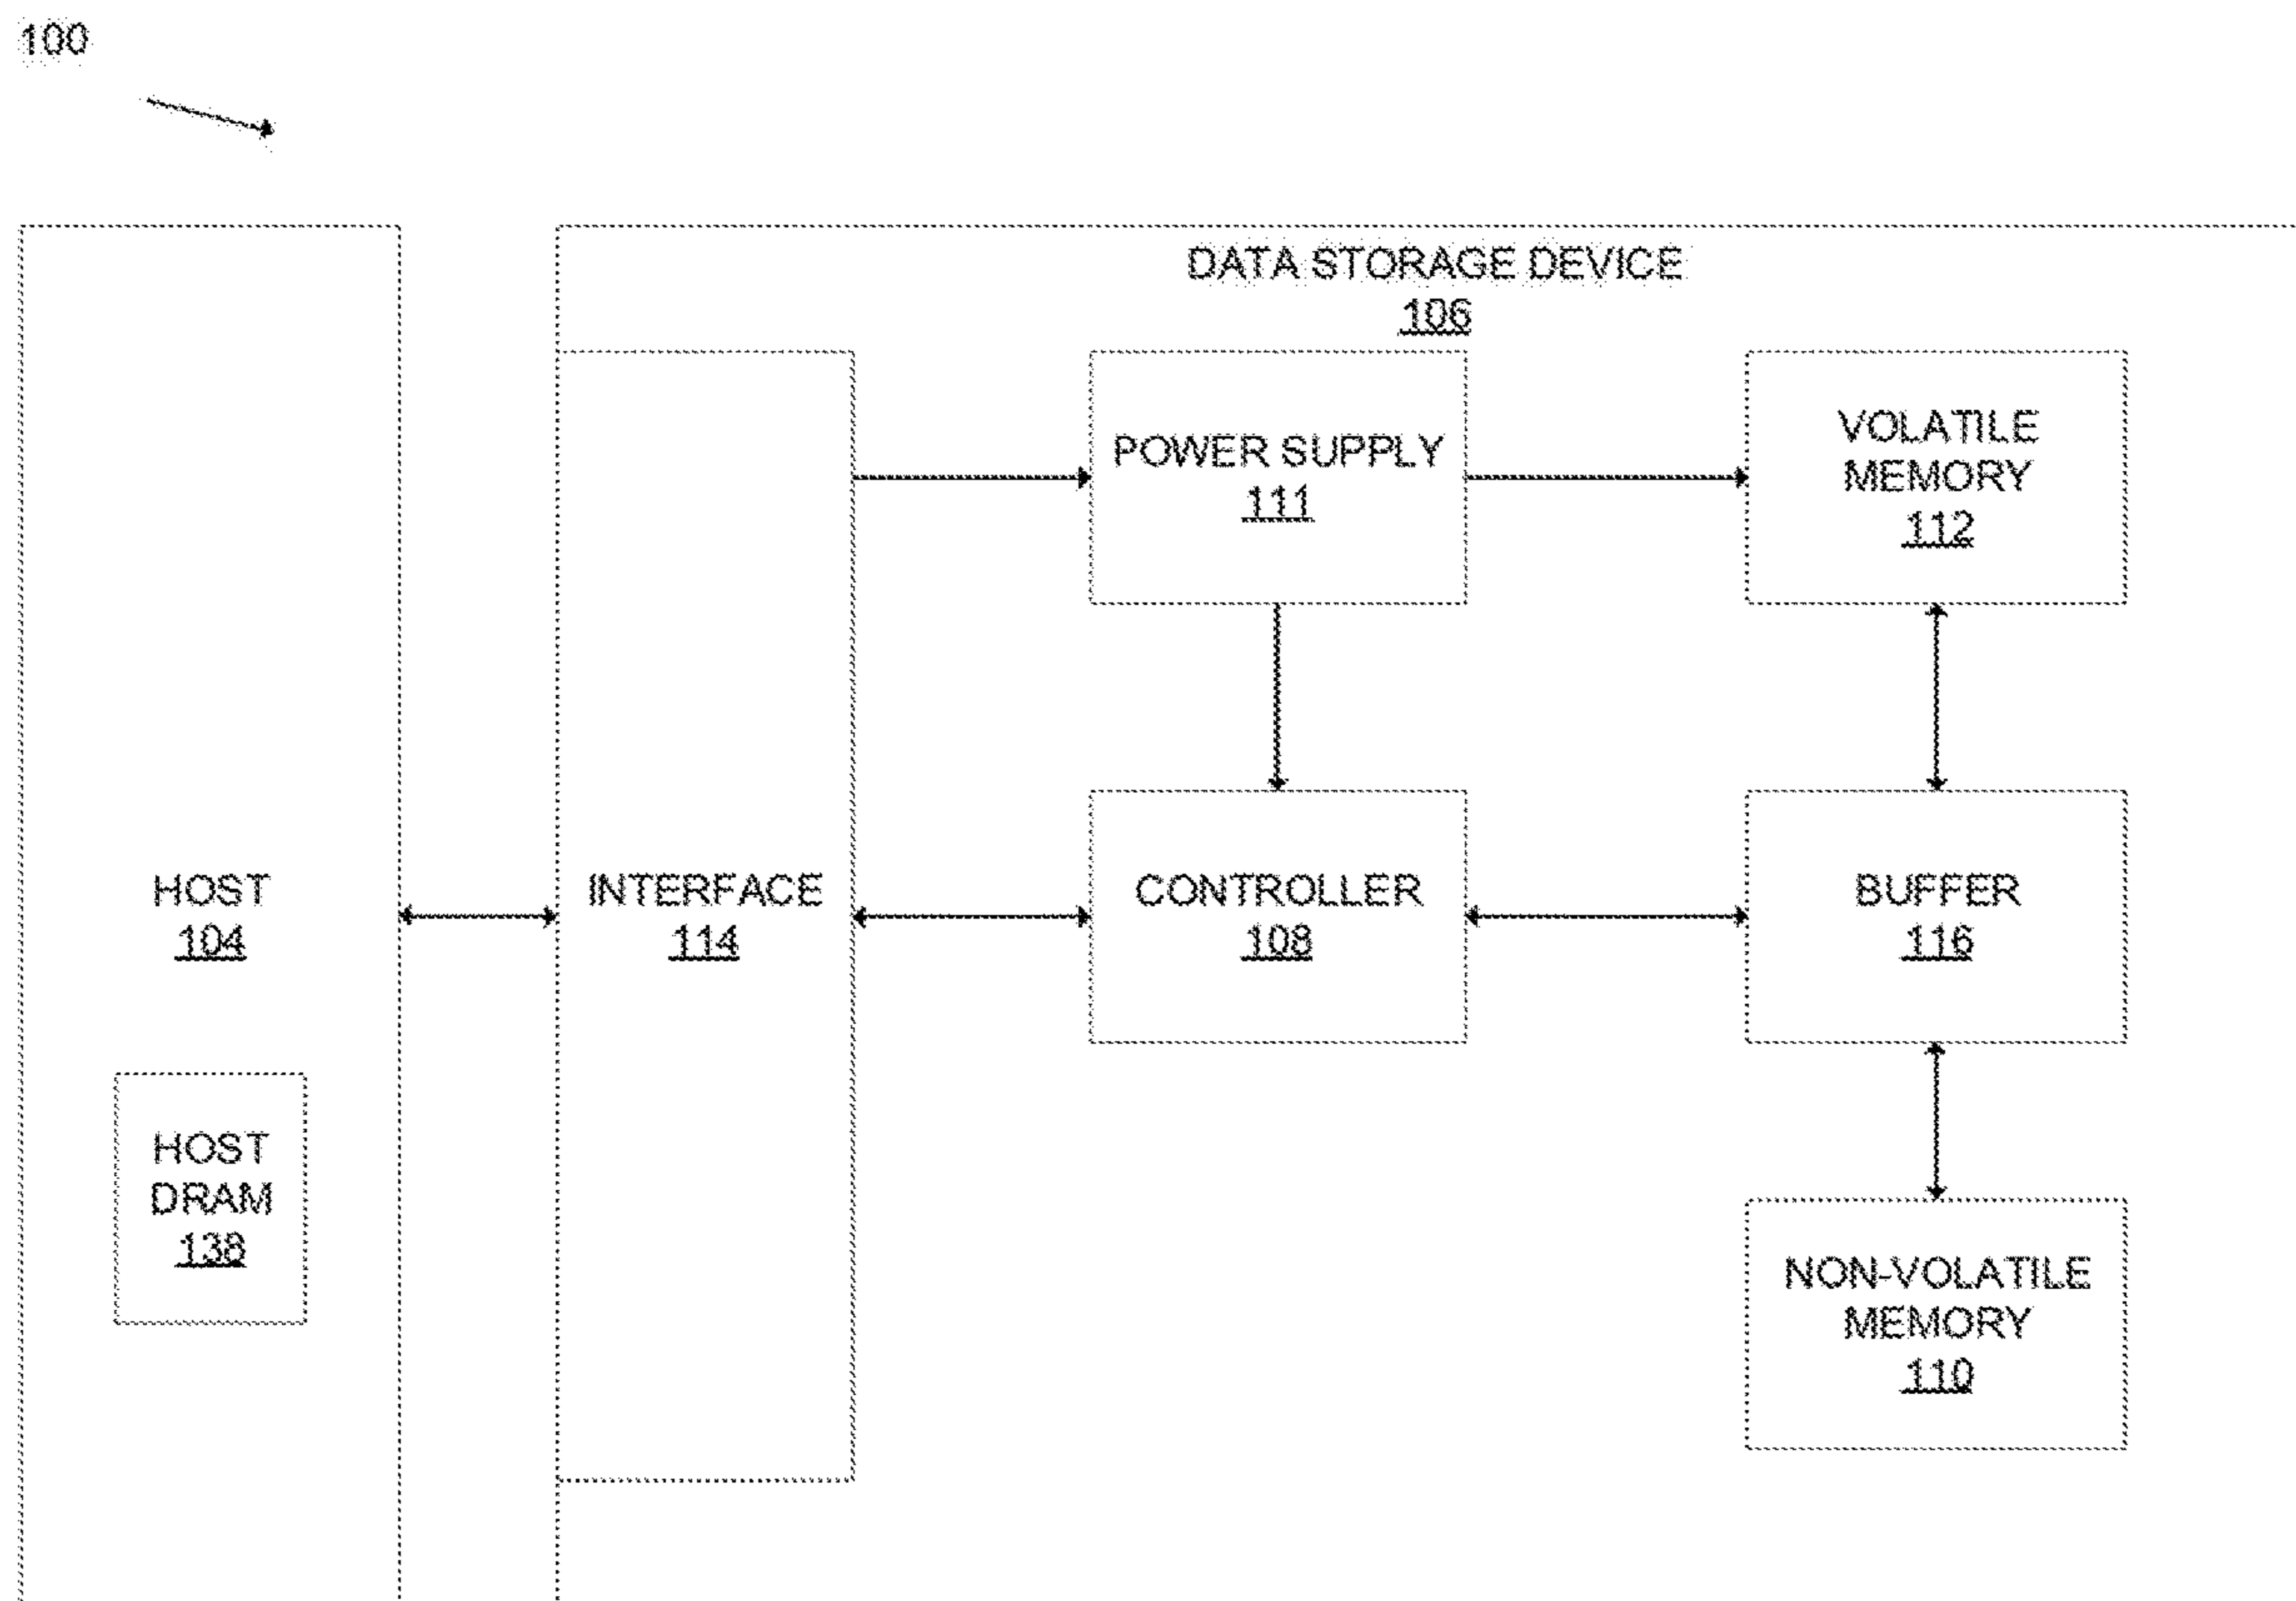 100
DATA STORAGE DEVICE
106
POWER SUPPLY
111
VOLATILE
MEMORY
112
HOST
104
INTERFACE
114
CONTROLLER
108
BUFFER
116
HOST
DRAM
138
NON-VOLATILE
MEMORY
110